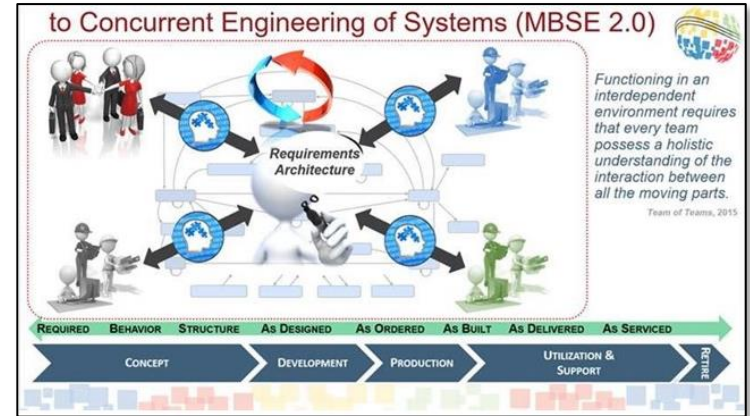 to Concurrent Engineering of Systems (MBSE 2.0)
Requirements
Architecture
Functioning in an
interdependent
environment requires
that every team
possess a holistic
understanding of the
interaction between
all the moving parts.
Team of Teams, 2015
REQUIRED BEHAVIOR STRUCTURE AS DESIGNED AS ORDERED AS BUILT AS DELIVERED AS SERVICED
CONCEPT DEVELOPMENT PRODUCTION UTILIZATION &
SUPPORT
RETIRE